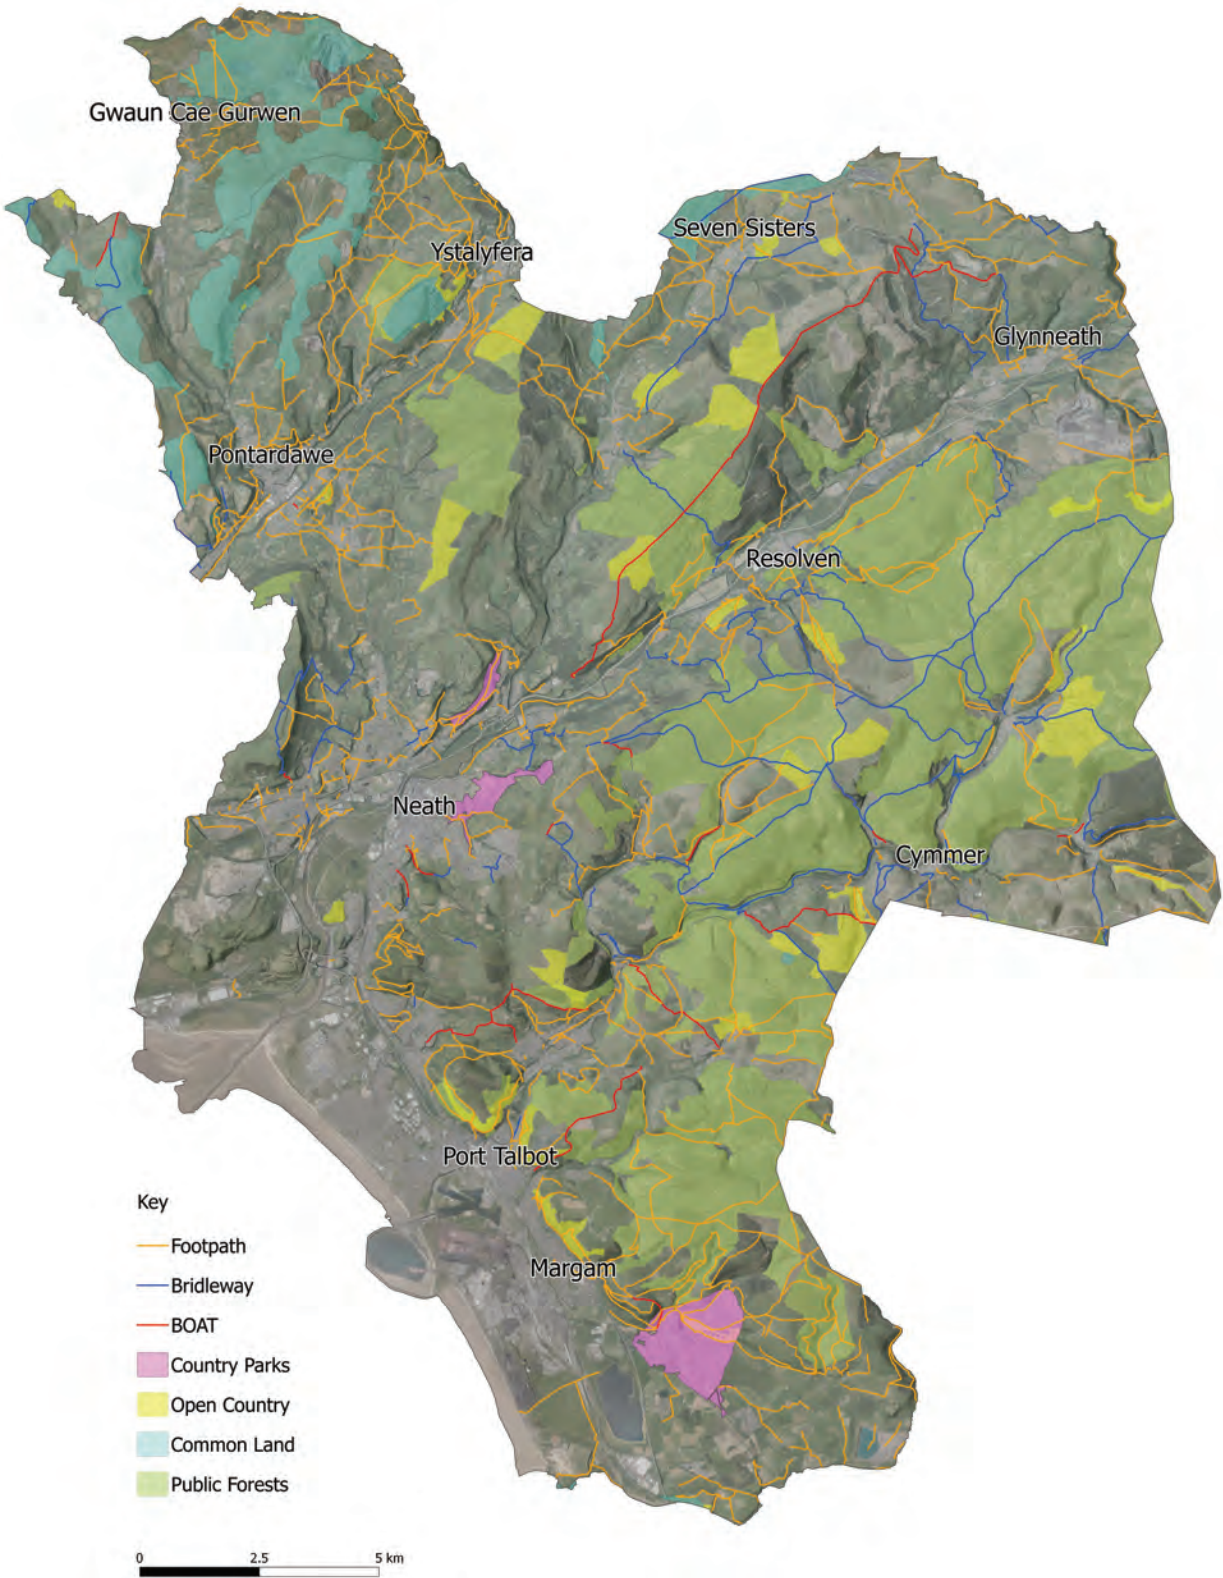 Gwaun Cae Gurwen
Seven Sisters
Ystalyfera
Glynneath
Pontardawe
Resolven
Neath
Cymmer
Port Talbot
Margam
Key
Footpath
Bridleway
BOAT
Country Parks
Open Country
Common Land
Public Forests
0 2.5 5 km